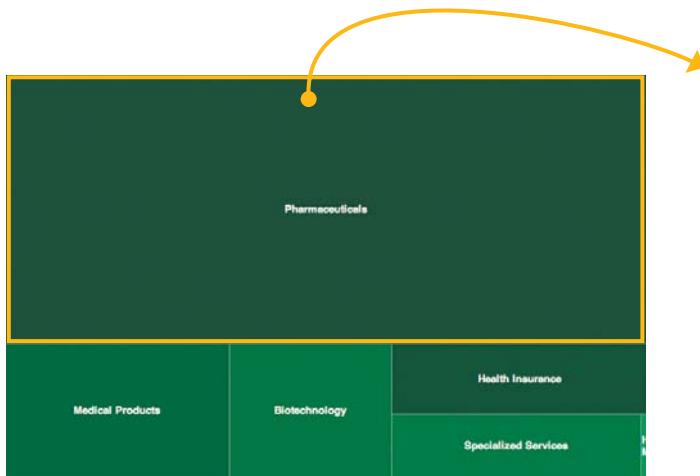 Pharmaceuticals
Health Insurance
Medical Products
Biotechnology
Specialized Services